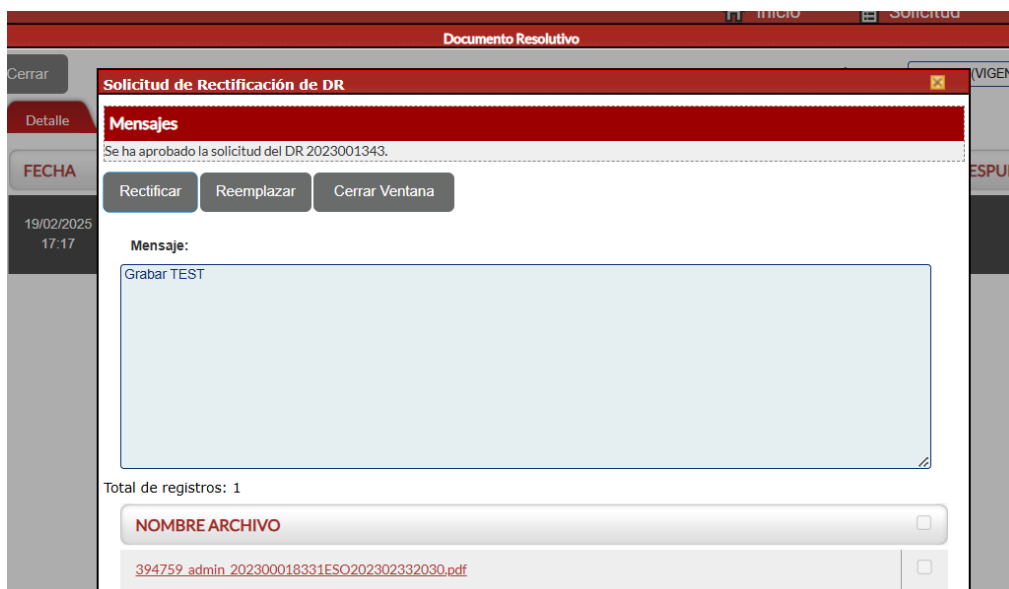 Inicio Solicitud
Documento Resolutivo
Cerrar
(VIGEN
Solicitud de Rectificación de DR
Detalle
Mensajes
Se ha aprobado la solicitud del DR 2023001343.
FECHA
ESPU
Rectificar Reemplazar Cerrar Ventana
19/02/2025
17:17
Mensaje:
Grabar TEST
Total de registros: 1
NOMBRE ARCHIVO
394759_admin_202300018331ESO202302332030.pdf